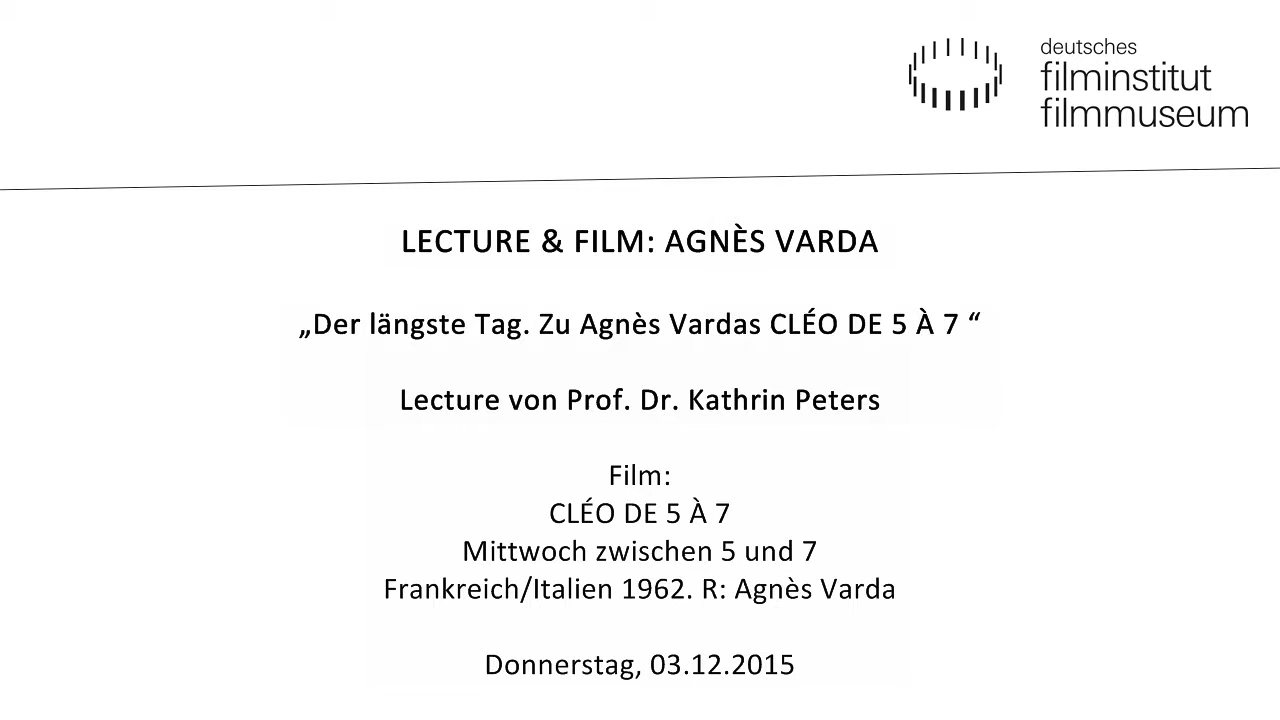 deutsches
filminstitut
filmmuseum
LECTURE & FILM: AGNÈS VARDA
„Der längste Tag. Zu Agnès Vardas CLÉO DE 5 À 7 “
Lecture von Prof. Dr. Kathrin Peters
Film:
CLÉO DE 5 À 7
Mittwoch zwischen 5 und 7
Frankreich/Italien 1962. R: Agnès Varda
Donnerstag, 03.12.2015